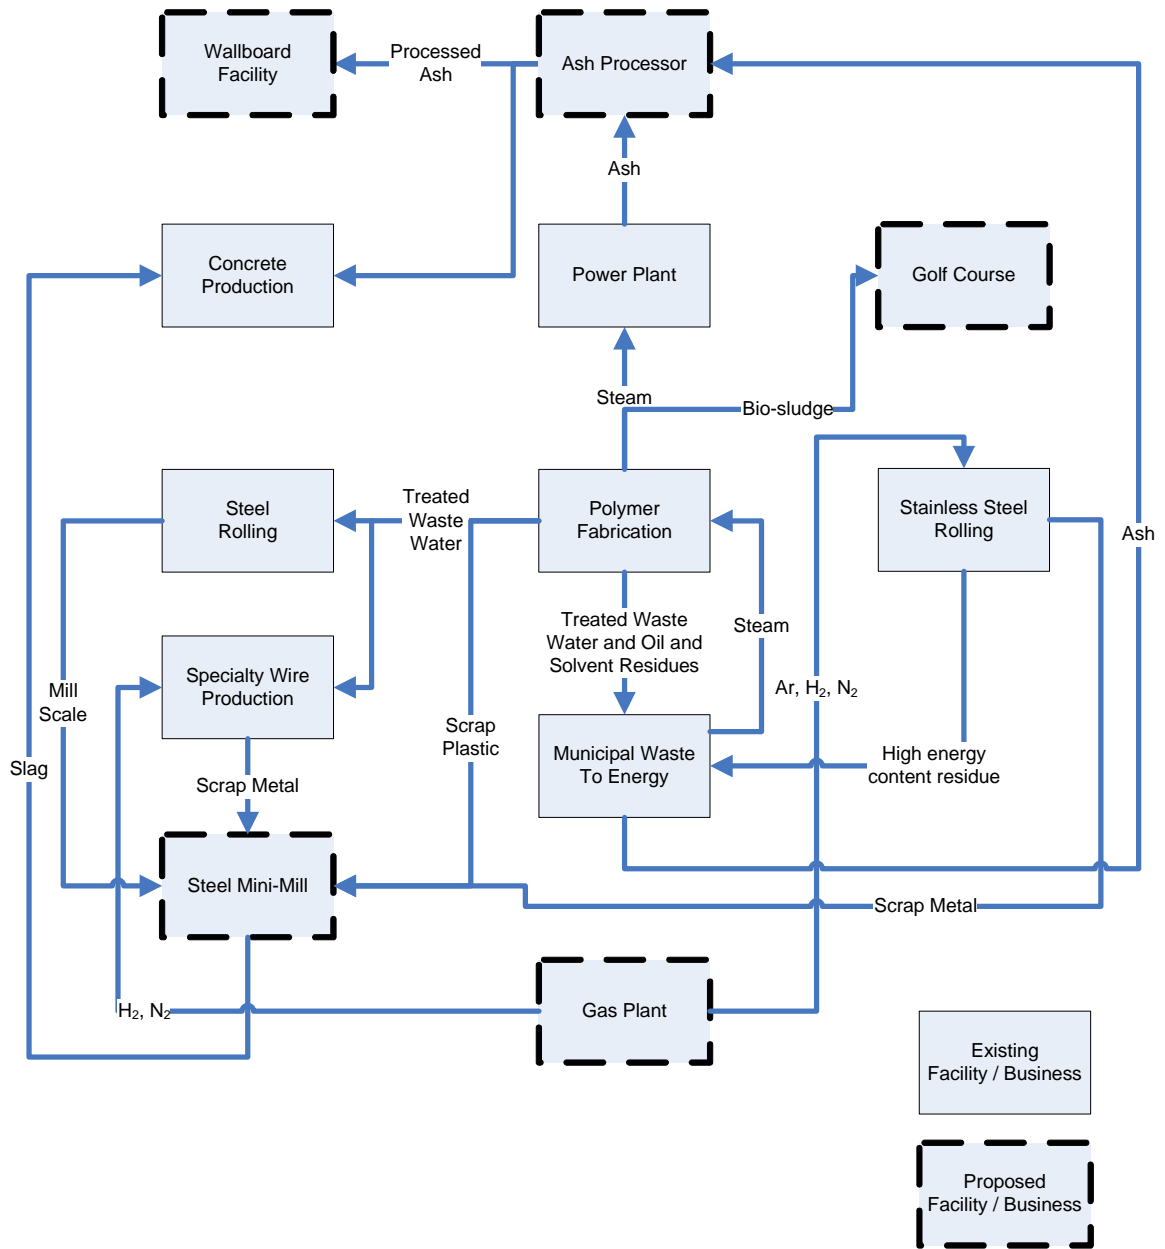 Wallboard
Facility
Processed
Ash
Ash Processor
Ash
Concrete
Production
Power Plant
Golf Course
Steam
Bio-sludge
Steel
Rolling
Treated
Waste
Water
Polymer
Fabrication
Stainless Steel
Rolling
Ash
Treated Waste
Water and Oil and
Solvent Residues
Steam
Specialty Wire
Production
Mill
Scale
Ar, H₂, N₂
Scrap
Plastic
Slag
Scrap Metal
Municipal Waste
To Energy
High energy
content residue
Steel Mini-Mill
Scrap Metal
H₂, N₂
Gas Plant
Existing
Facility / Business
Proposed
Facility / Business